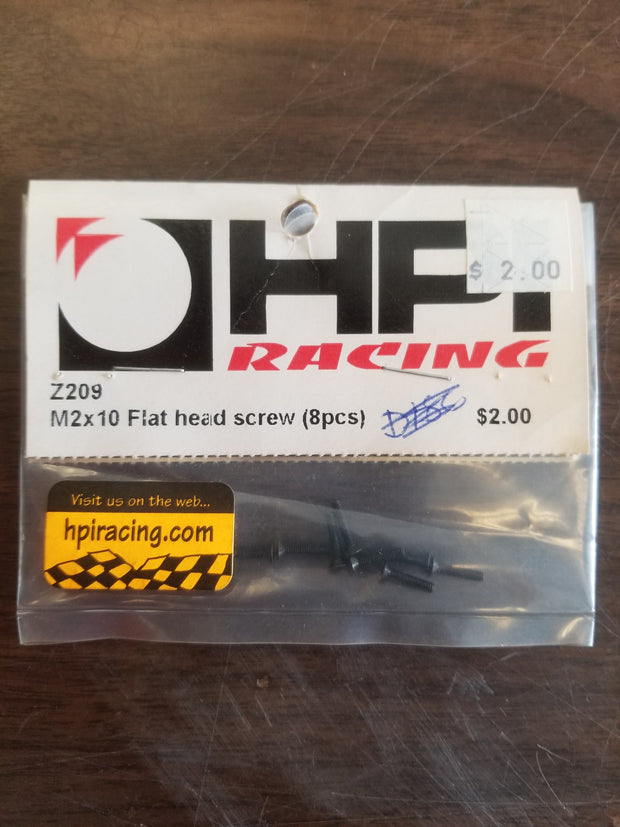 HPI
$ 2.00
RACING
Z209
M2x10 Flat head screw (8pcs) DISC $2.00
Visit us on the web...
hpiracing.com